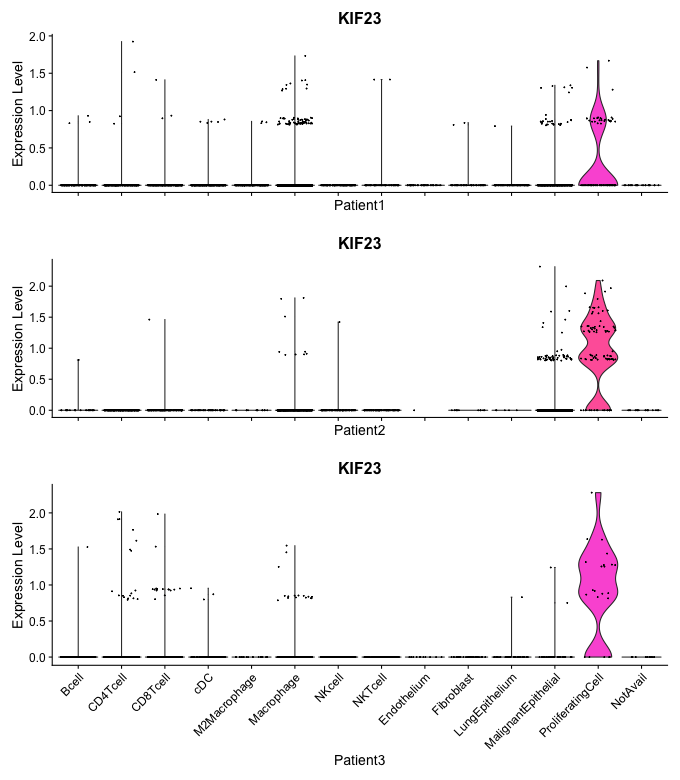 KIF23
Expression Level
2.0
1.5
1.0
0.5
0.0
Patient1
KIF23
Expression Level
2.0
1.5
1.0
0.5
0.0
Patient2
KIF23
Expression Level
2.0
1.5
1.0
0.5
0.0
Bcell
CD4Tcell
CD8Tcell
cDC
M2Macrophage
Macrophage
NKcell
NKTcell
Endothelium
Fibroblast
LungEpithelium
MalignantEpithelial
ProliferatingCell
NotAvail
Patient3